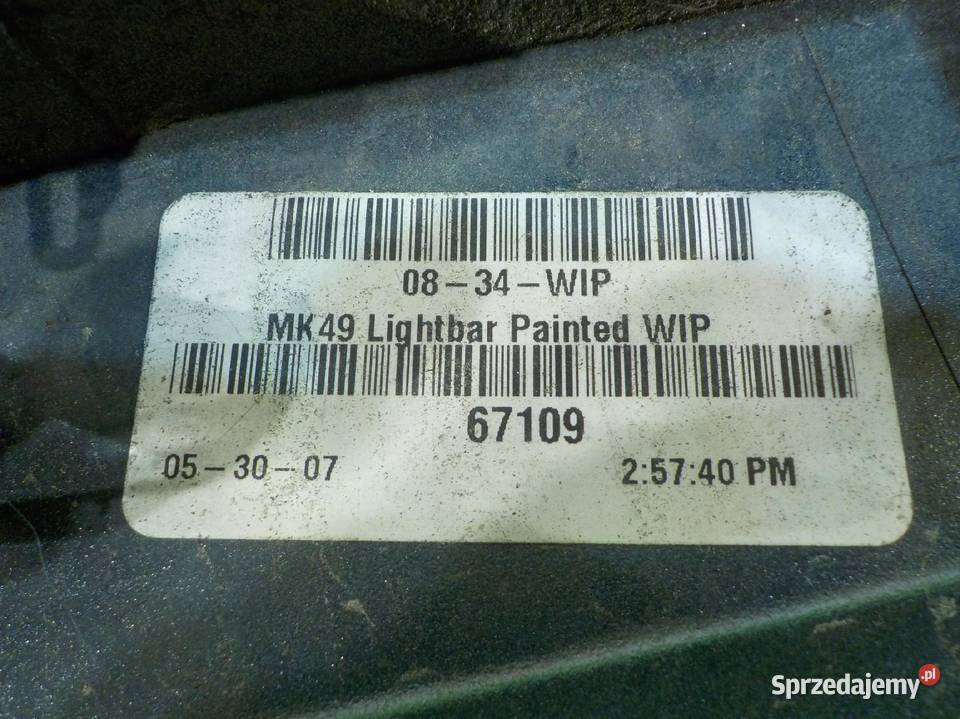 08-34-WIP
MK49 Lightbar Painted WIP
67109
05-30-07 2:57:40 PM
Sprzedajemy.pl